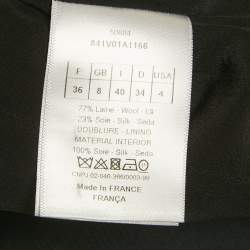 841V01A1166
F GB I D USA
36 8 40 34 4
77% Laine - Wool - Lã
23% Soie - Silk - Seda
DOUBLURE - LINING
MATERIAL INTERIOR
100% Soie - Silk - Seda
Made In FRANCE
FRANÇA